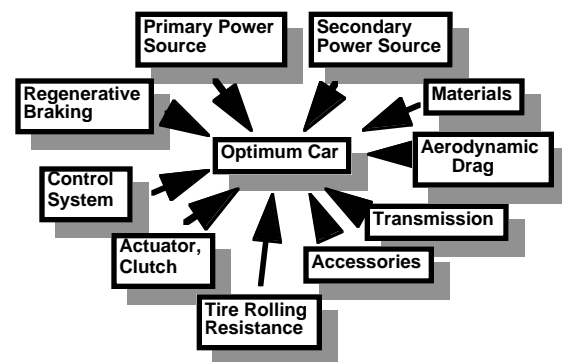 Primary Power
Source
Secondary
Power Source
Regenerative
Braking
Materials
Optimum Car
Aerodynamic
Drag
Control
System
Transmission
Actuator,
Clutch
Accessories
Tire Rolling
Resistance